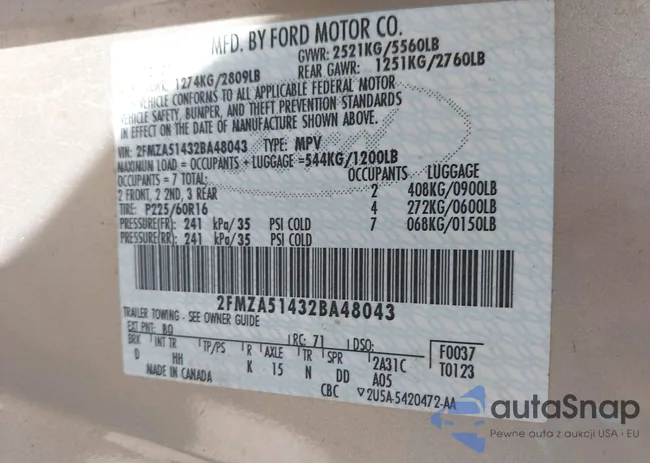 MFD. BY FORD MOTOR CO.
GVWR: 2521KG/5560LB
1274KG/2809LB REAR GAWR: 1251KG/2760LB
VEHICLE CONFORMS TO ALL APPLICABLE FEDERAL MOTOR
VEHICLE SAFETY, BUMPER, AND THEFT PREVENTION STANDARDS
IN EFFECT ON THE DATE OF MANUFACTURE SHOWN ABOVE.
VIN: 2FMZA51432BA48043 TYPE: MPV
MAXIMUM LOAD = OCCUPANTS + LUGGAGE =544KG/1200LB
OCCUPANTS = 7 TOTAL: OCCUPANTS LUGGAGE
2 FRONT, 2 2ND, 3 REAR 2 408KG/0900LB
TIRE: P225/60R16 4 272KG/0600LB
PRESSURE(FR): 241 kPa/35 PSI COLD 7 068KG/0150LB
PRESSURE(RR): 241 kPa/35 PSI COLD
2FMZA51432BA48043
TRAILER TOWING - SEE OWNER GUIDE
EXT PNT: BQ RC: 71 DSO: F0037
BRK INT TR TP/PS R AXLE TR SPR 2A31C T0123
D HH K 15 N DD A05
MADE IN CANADA CBC ▽2U5A-5420472-AA
autaSnap
Pewne auta z aukcji USA i EU